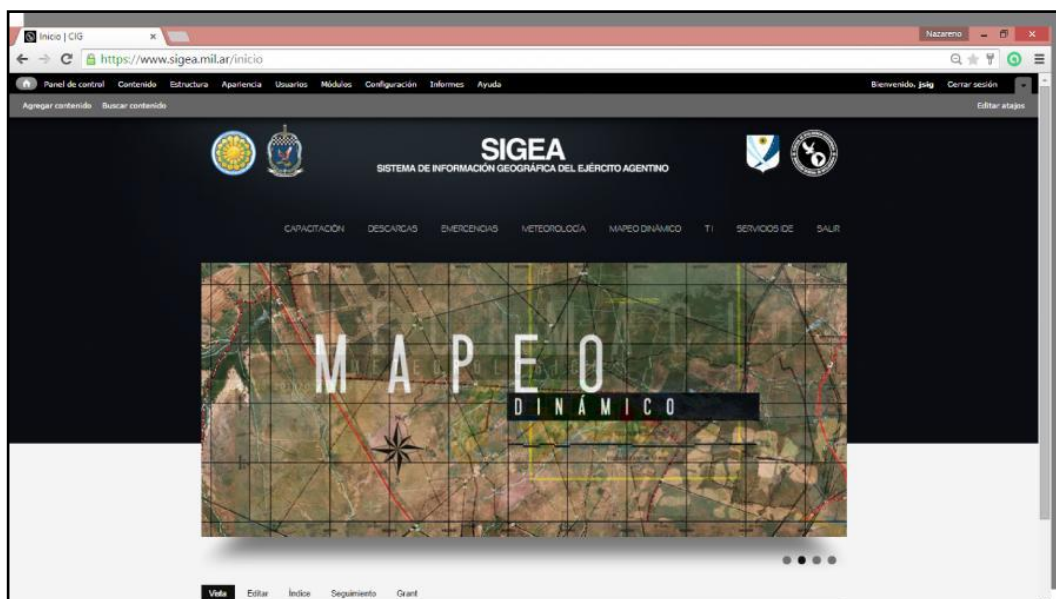 Inicio | CIG
Nazareno
https://www.sigea.mil.ar/inicio
Panel de control Contenido Estructura Apariencia Usuarios Módulos Configuración Informes Ayuda Bienvenido, jsig Cerrar sesión
Agregar contenido Buscar contenido Editar atajos
SIGEA
SISTEMA DE INFORMACIÓN GEOGRÁFICA DEL EJÉRCITO AGENTINO
CAPACITACIÓN DESCARGAS EMERGENCIAS METEOROLOGÍA MAPEO DINÁMICO TI SERVICIOS IDE SALIR
MAPEO
DINÁMICO
Vista Editar Índice Seguimiento Grant